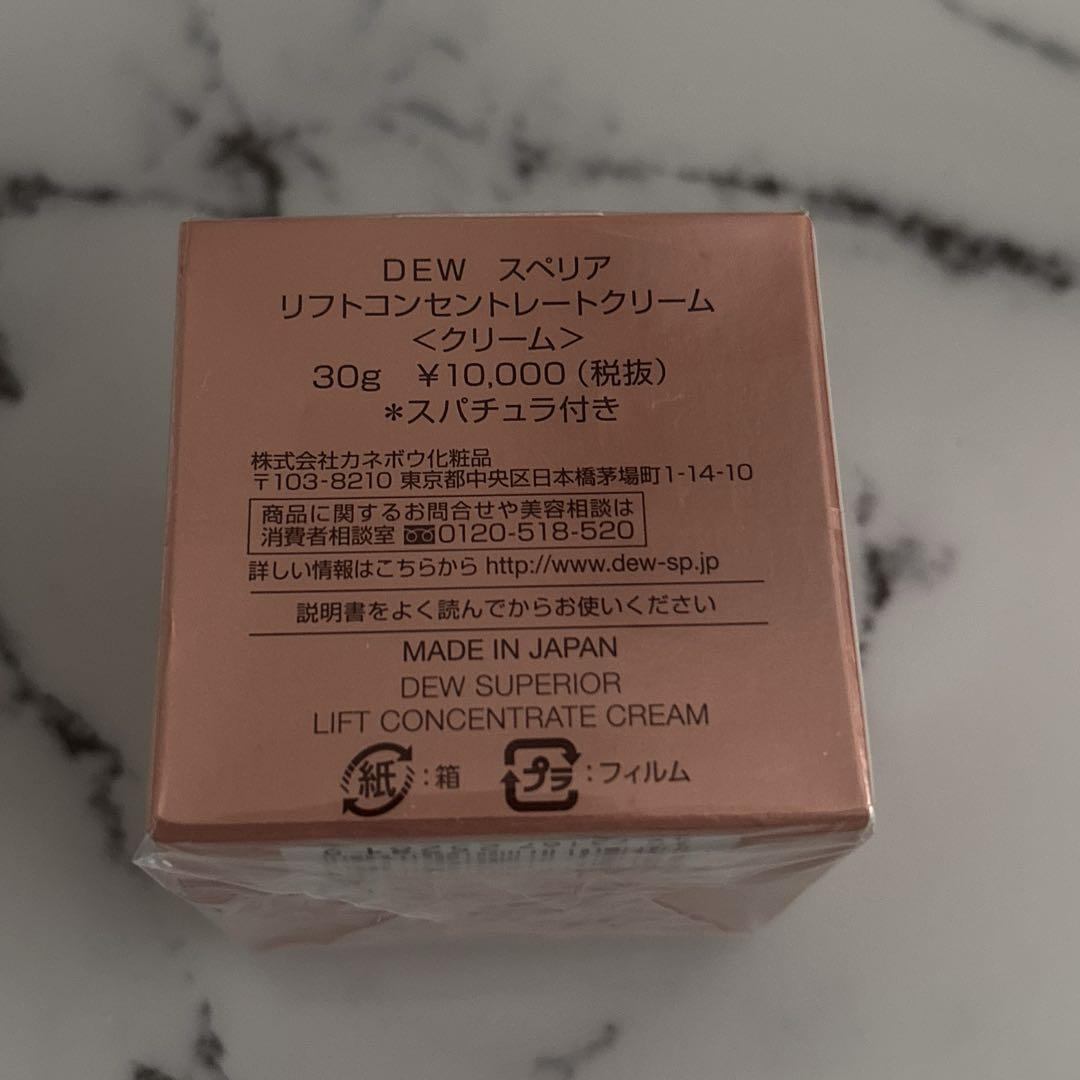 DEW スペリア
リフトコンセントレートクリーム
＜クリーム＞
30g ￥10,000（税抜）
＊スパチュラ付き
株式会社カネボウ化粧品
〒103-8210 東京都中央区日本橋茅場町1-14-10
商品に関するお問合せや美容相談は
消費者相談室 0120-518-520
詳しい情報はこちらから http://www.dew-sp.jp
説明書をよく読んでからお使いください
MADE IN JAPAN
DEW SUPERIOR
LIFT CONCENTRATE CREAM
紙：箱 プラ：フィルム